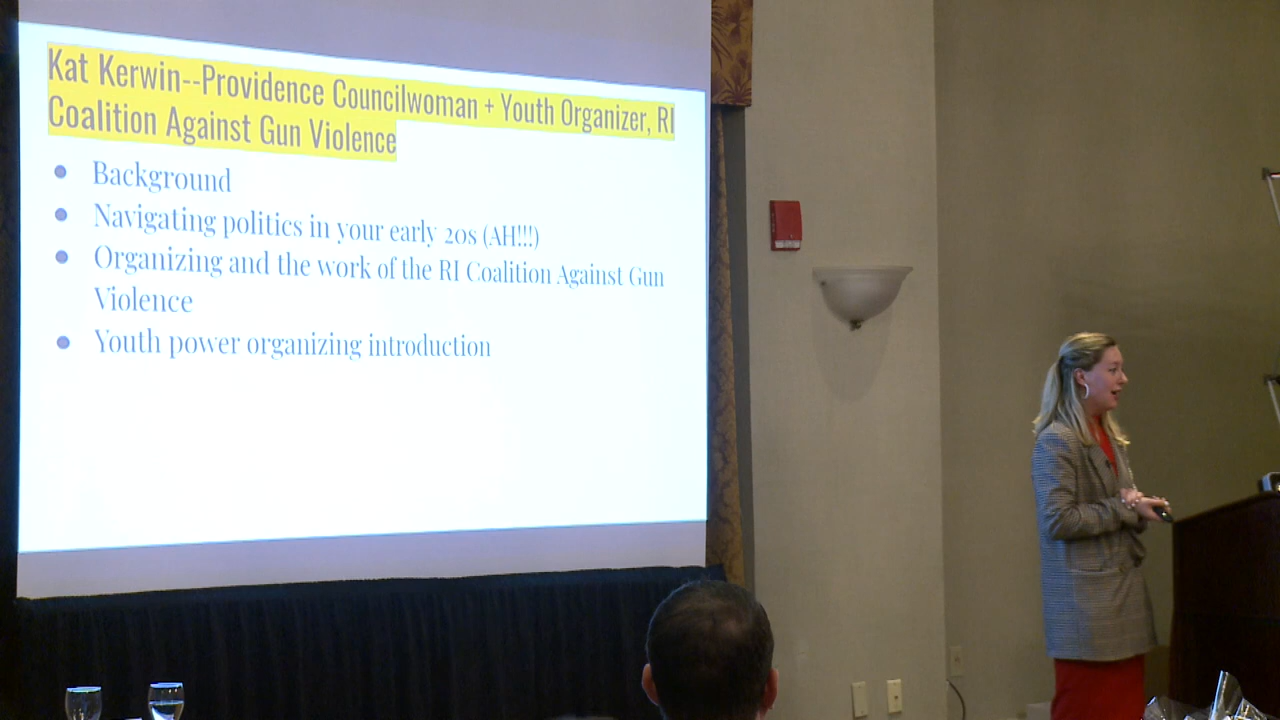 Kat Kerwin--Providence Councilwoman + Youth Organizer, RI
Coalition Against Gun Violence
● Background
● Navigating politics in your early 20s (AH!!!)
● Organizing and the work of the RI Coalition Against Gun
Violence
● Youth power organizing introduction